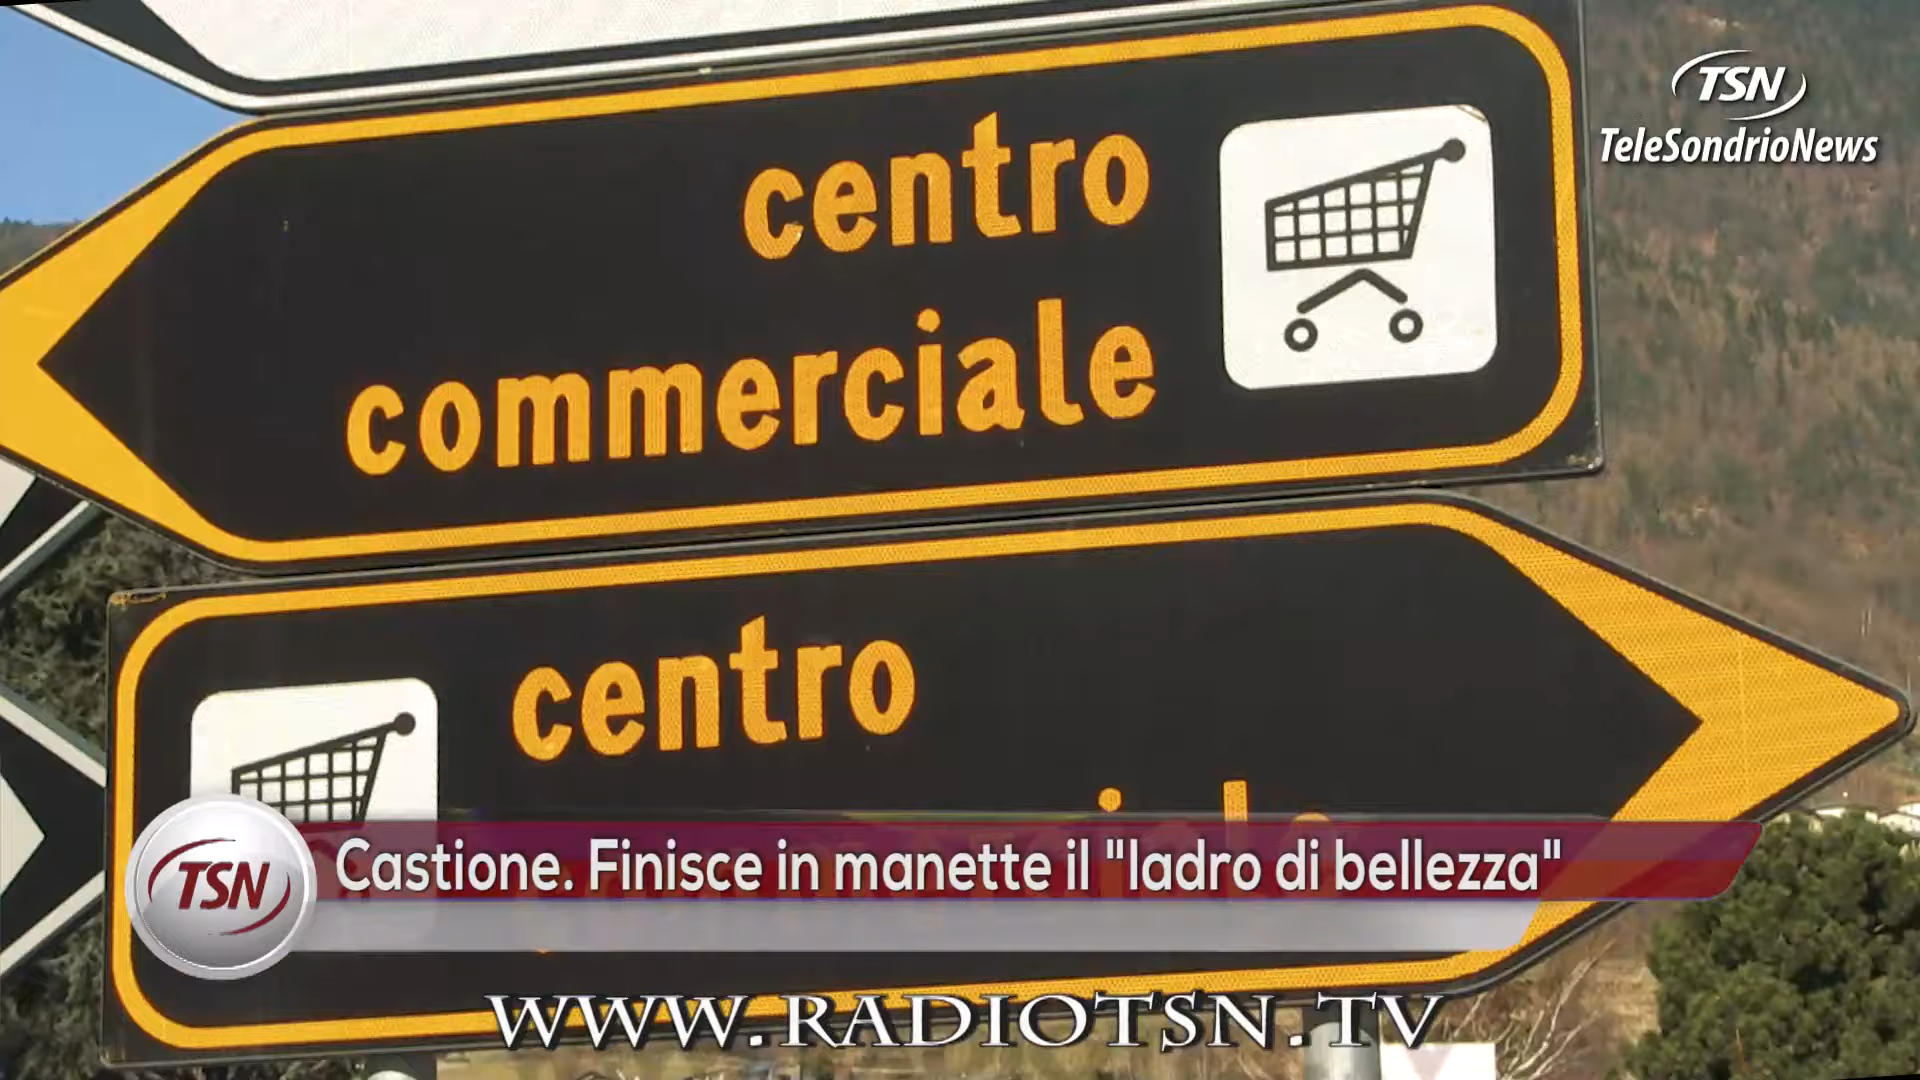 TSN
TeleSondrioNews
centro
commerciale
centro
TSN
Castione. Finisce in manette il "ladro di bellezza"
WWW.RADIOTSN.TV